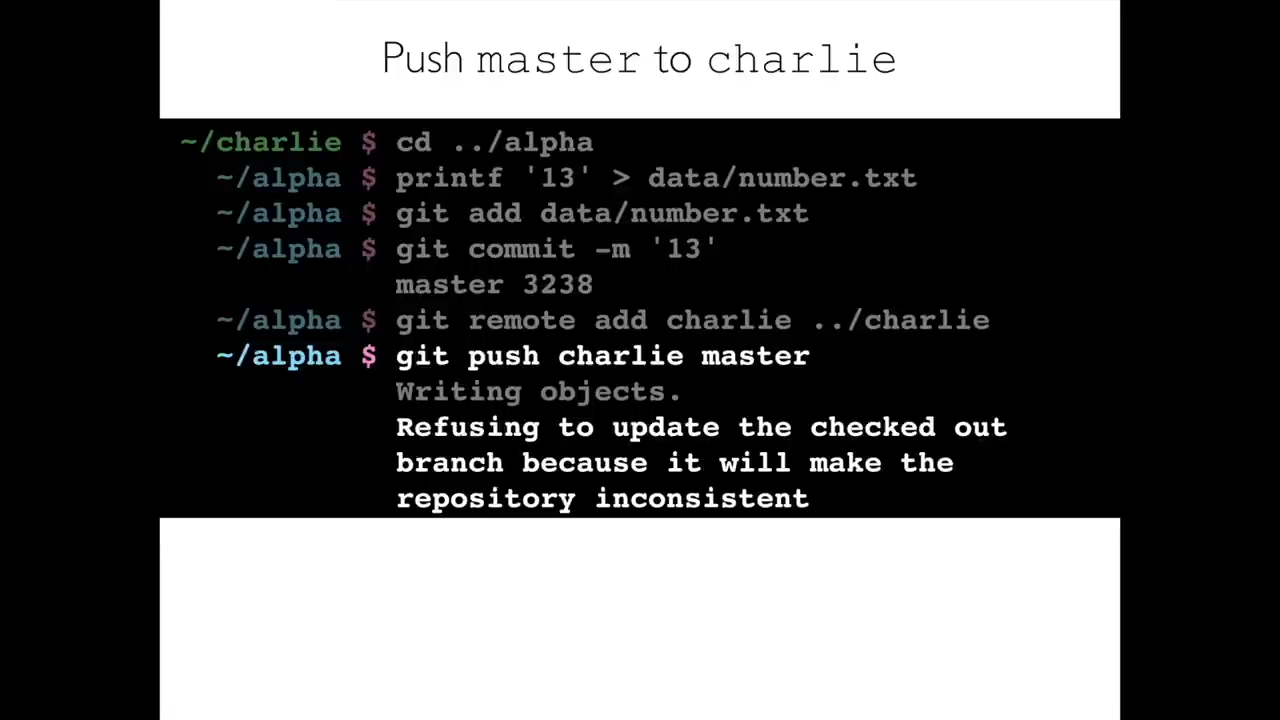 Push master to charlie
~/charlie $ cd ../alpha
~/alpha $ printf '13' > data/number.txt
~/alpha $ git add data/number.txt
~/alpha $ git commit -m '13'
master 3238
~/alpha $ git remote add charlie ../charlie
~/alpha $ git push charlie master
Writing objects.
Refusing to update the checked out
branch because it will make the
repository inconsistent